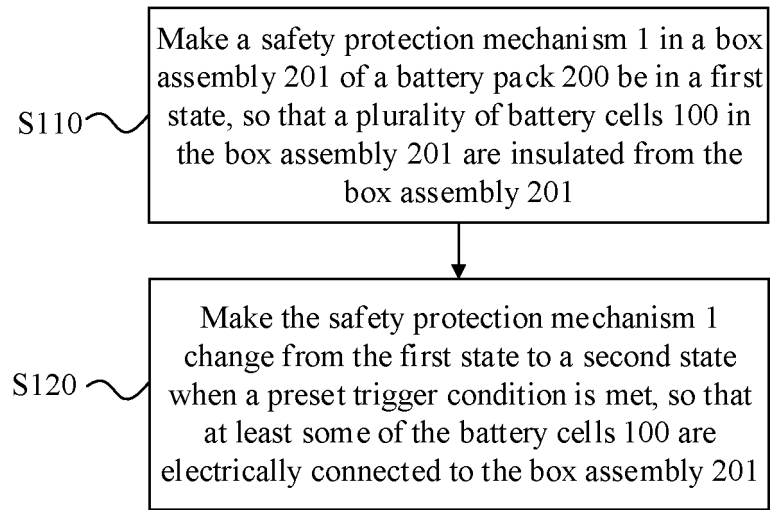 Make a safety protection mechanism 1 in a box
assembly 201 of a battery pack 200 be in a first
state, so that a plurality of battery cells 100 in
the box assembly 201 are insulated from the
box assembly 201
S110
Make the safety protection mechanism 1
change from the first state to a second state
when a preset trigger condition is met, so that
at least some of the battery cells 100 are
electrically connected to the box assembly 201
S120